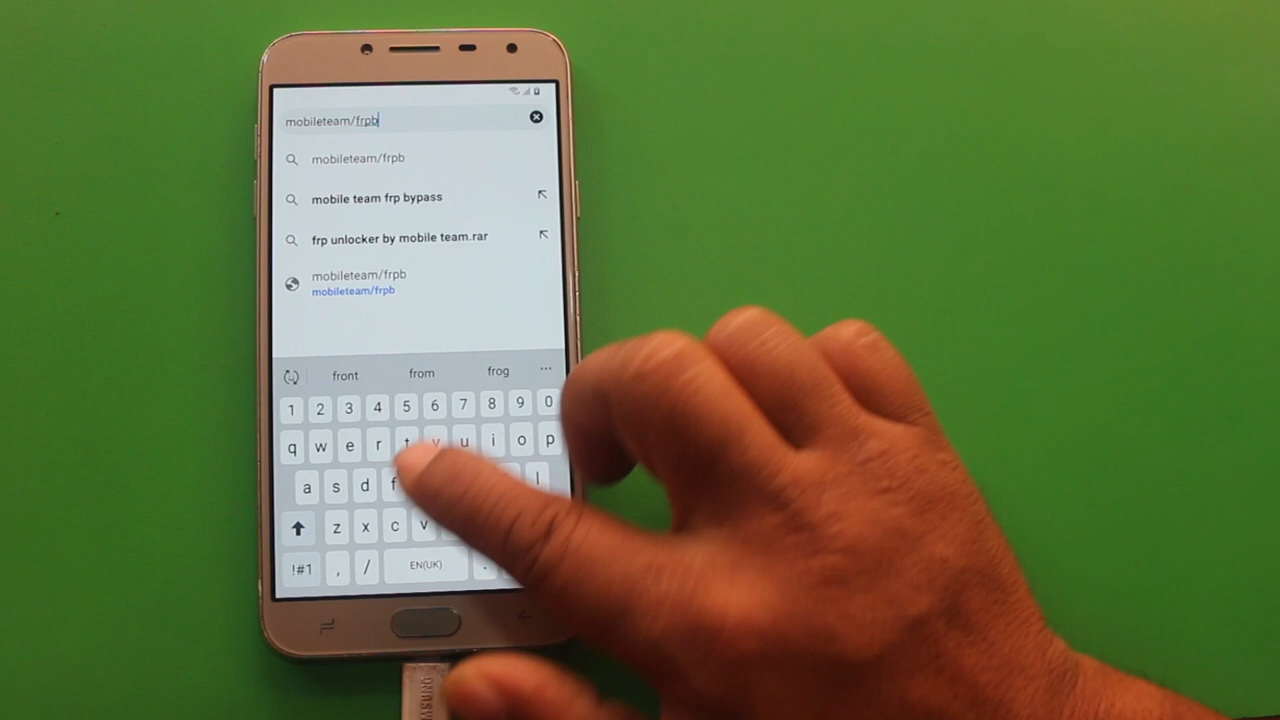 mobileteam/frpb
mobileteam/frpb
mobile team frp bypass
frp unlocker by mobile team.rar
mobileteam/frpb
mobileteam/frpb
front from frog ...
1 2 3 4 5 6 7 8 9 0
q w e r t y u i o p
a s d f l
z x c v
!#1 , / EN(UK) .